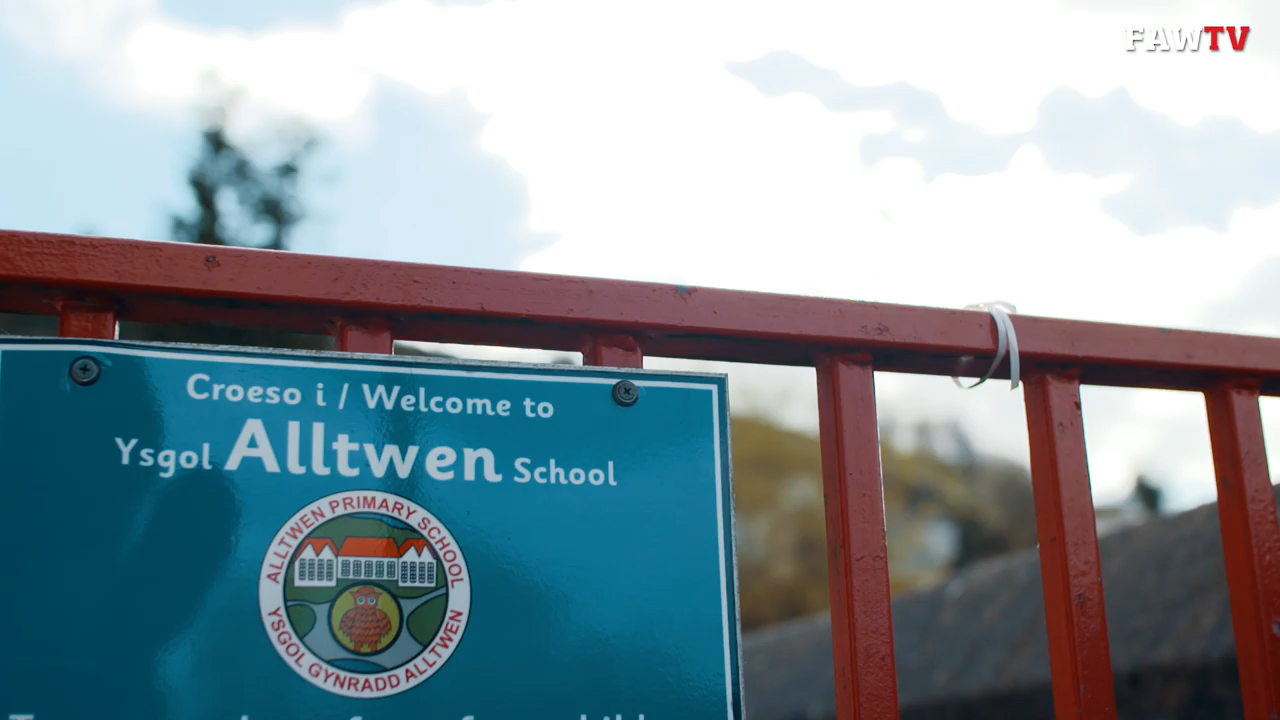 FAWTV
Croeso i / Welcome to
Ysgol Alltwen School
ALLTWEN PRIMARY SCHOOL
YSGOL GYNRADD ALLTWEN